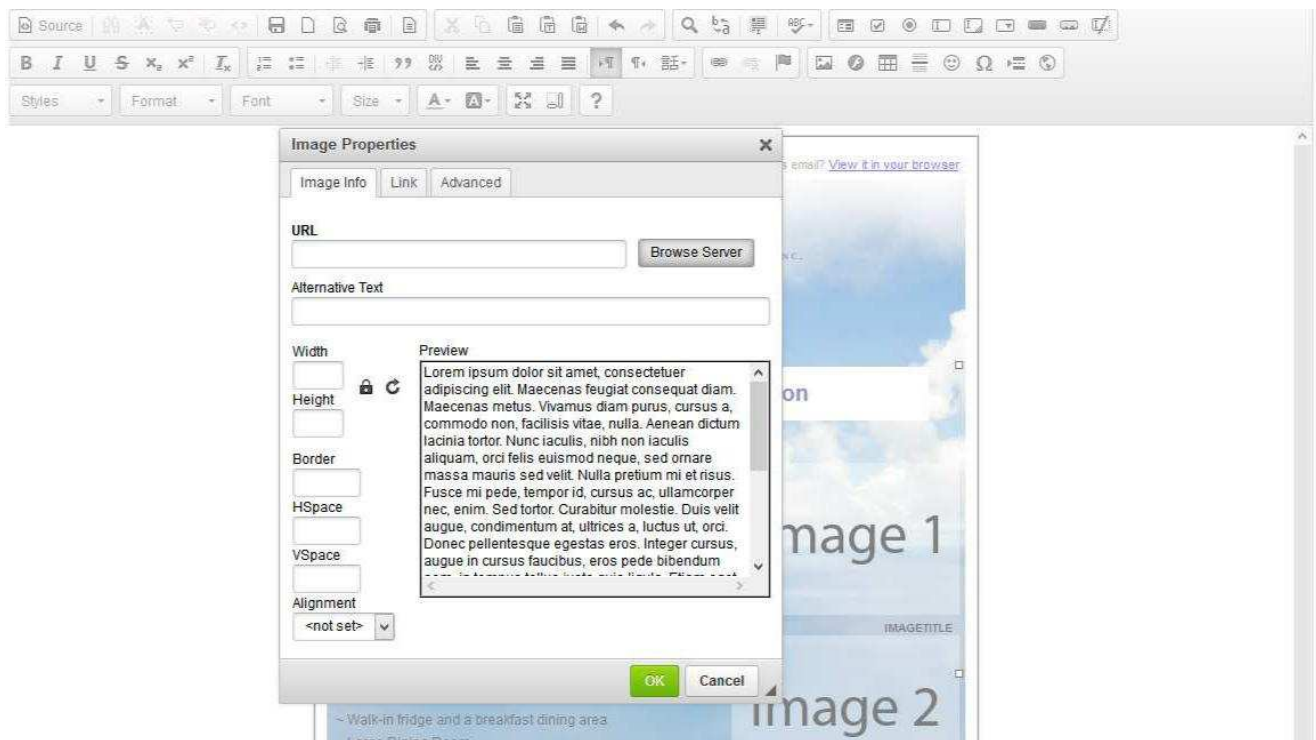 Source
Styles Format Font Size A A ?
Image Properties
s email? View it in your browser
Image Info Link Advanced
URL
Browse Server
N C.
Alternative Text
Width Preview
Lorem ipsum dolor sit amet, consectetuer
adipiscing elit. Maecenas feugiat consequat diam.
Maecenas metus. Vivamus diam purus, cursus a,
commodo non, facilisis vitae, nulla. Aenean dictum
lacinia tortor. Nunc iaculis, nibh non iaculis
aliquam, orci felis euismod neque, sed ornare
massa mauris sed velit. Nulla pretium mi et risus.
Fusce mi pede, tempor id, cursus ac, ullamcorper
nec, enim. Sed tortor. Curabitur molestie. Duis velit
augue, condimentum at, ultrices a, luctus ut, orci.
Donec pellentesque egestas eros. Integer cursus,
augue in cursus faucibus, eros pede bibendum
Height
Border
HSpace
VSpace
Alignment
<not set>
on
mage 1
IMAGETITLE
OK Cancel
Image 2
~ Walk-in fridge and a breakfast dining area